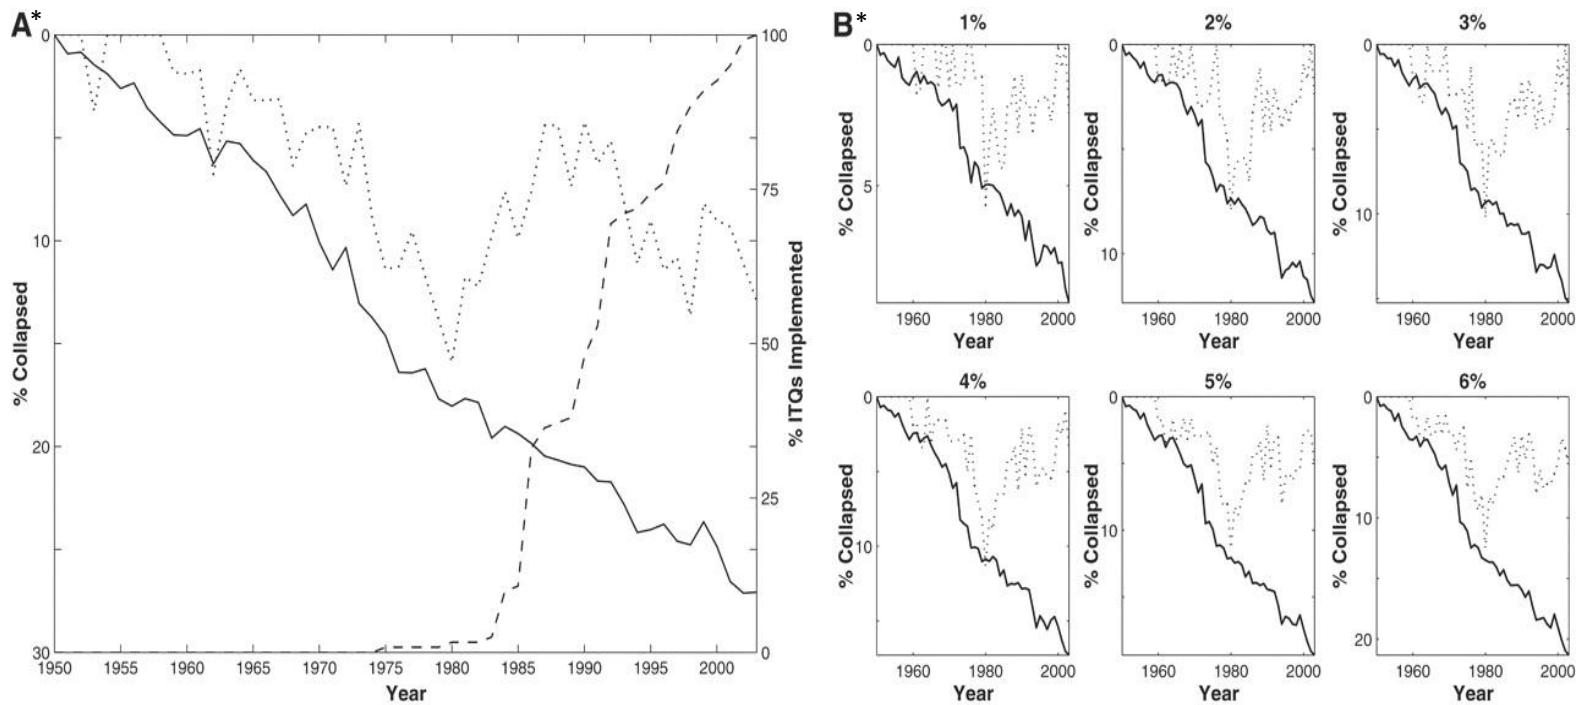 A*
% Collapsed
0
10
20
30
% ITQs Implemented
100
75
50
25
0
1950 1955 1960 1965 1970 1975 1980 1985 1990 1995 2000
Year
B*
1%
% Collapsed
0
5
1960 1980 2000
Year
2%
% Collapsed
0
10
1960 1980 2000
Year
3%
% Collapsed
0
10
1960 1980 2000
Year
4%
% Collapsed
0
10
1960 1980 2000
Year
5%
% Collapsed
0
10
1960 1980 2000
Year
6%
% Collapsed
0
10
20
1960 1980 2000
Year